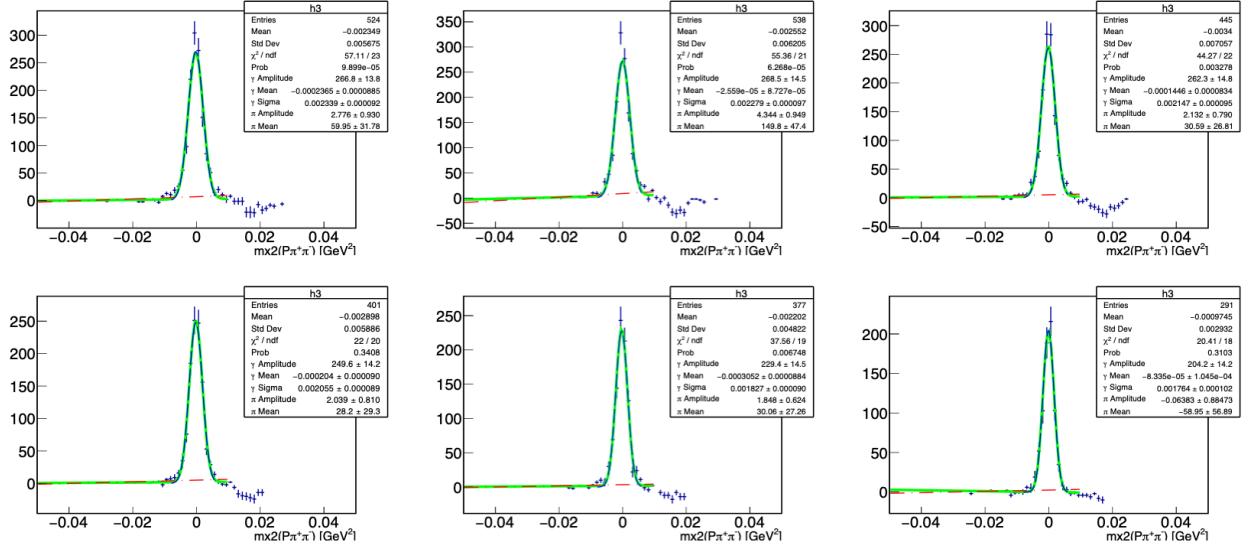 h3
Entries 524
Mean −0.002349
Std Dev 0.005675
χ² / ndf 57.11 / 23
Prob 9.899e−05
γ Amplitude 266.8 ± 13.8
γ Mean −0.0002365 ± 0.0000885
γ Sigma 0.002339 ± 0.000092
π Amplitude 2.776 ± 0.930
π Mean 59.95 ± 31.78
300
250
200
150
100
50
0
−0.04 −0.02 0 0.02 0.04
mx2(Pπ⁺π⁻) [GeV²]
h3
Entries 538
Mean −0.002552
Std Dev 0.006205
χ² / ndf 55.36 / 21
Prob 6.268e−05
γ Amplitude 268.5 ± 14.5
γ Mean −2.559e−05 ± 8.727e−05
γ Sigma 0.002279 ± 0.000097
π Amplitude 4.344 ± 0.949
π Mean 149.8 ± 47.4
350
300
250
200
150
100
50
0
−50
−0.04 −0.02 0 0.02 0.04
mx2(Pπ⁺π⁻) [GeV²]
h3
Entries 445
Mean −0.0034
Std Dev 0.007057
χ² / ndf 44.27 / 22
Prob 0.003278
γ Amplitude 262.3 ± 14.8
γ Mean −0.0001446 ± 0.0000834
γ Sigma 0.002147 ± 0.000095
π Amplitude 2.132 ± 0.790
π Mean 30.59 ± 26.81
300
250
200
150
100
50
0
−50
−0.04 −0.02 0 0.02 0.04
mx2(Pπ⁺π⁻) [GeV²]
h3
Entries 401
Mean −0.002898
Std Dev 0.005886
χ² / ndf 22 / 20
Prob 0.3408
γ Amplitude 249.6 ± 14.2
γ Mean −0.000204 ± 0.000090
γ Sigma 0.002055 ± 0.000089
π Amplitude 2.039 ± 0.810
π Mean 28.2 ± 29.3
250
200
150
100
50
0
−0.04 −0.02 0 0.02 0.04
mx2(Pπ⁺π⁻) [GeV²]
h3
Entries 377
Mean −0.002202
Std Dev 0.004822
χ² / ndf 37.56 / 19
Prob 0.006748
γ Amplitude 229.4 ± 14.5
γ Mean −0.0003052 ± 0.0000884
γ Sigma 0.001827 ± 0.000090
π Amplitude 1.848 ± 0.624
π Mean 30.06 ± 27.26
250
200
150
100
50
0
−0.04 −0.02 0 0.02 0.04
mx2(Pπ⁺π⁻) [GeV²]
h3
Entries 291
Mean −0.0009745
Std Dev 0.002932
χ² / ndf 20.41 / 18
Prob 0.3103
γ Amplitude 204.2 ± 14.2
γ Mean −8.335e−05 ± 1.045e−04
γ Sigma 0.001764 ± 0.000102
π Amplitude −0.06383 ± 0.88473
π Mean −58.95 ± 56.89
200
150
100
50
0
−0.04 −0.02 0 0.02 0.04
mx2(Pπ⁺π⁻) [GeV²]